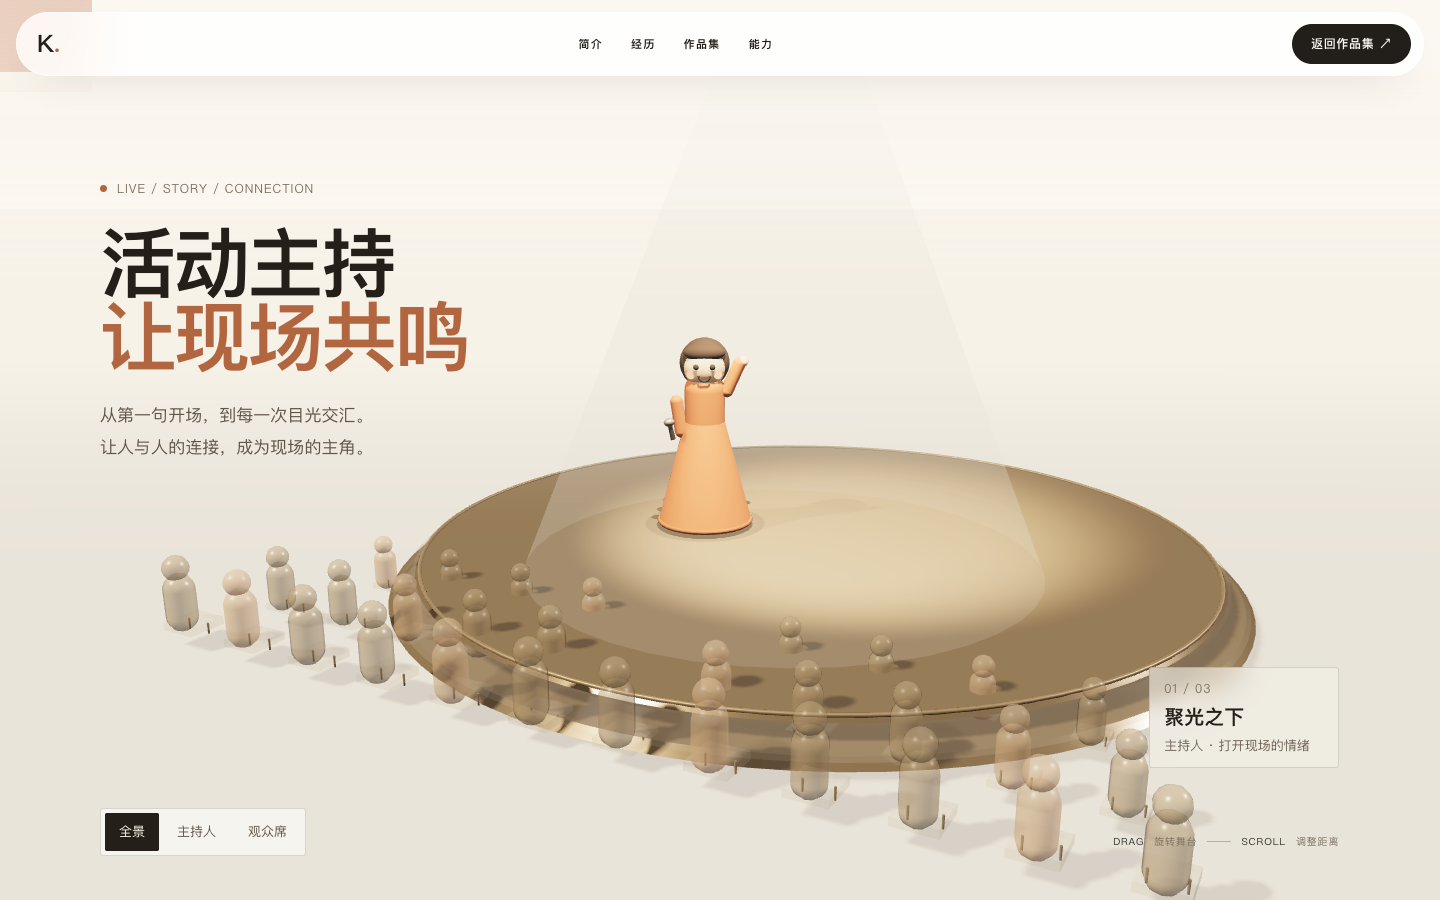 K.
简介
经历
作品集
能力
返回作品集 ↗
LIVE / STORY / CONNECTION
活动主持
让现场共鸣
从第一句开场，到每一次目光交汇。
让人与人的连接，成为现场的主角。
01 / 03
聚光之下
主持人 · 打开现场的情绪
全景
主持人
观众席
DRAG 旋转舞台 —— SCROLL 调整距离